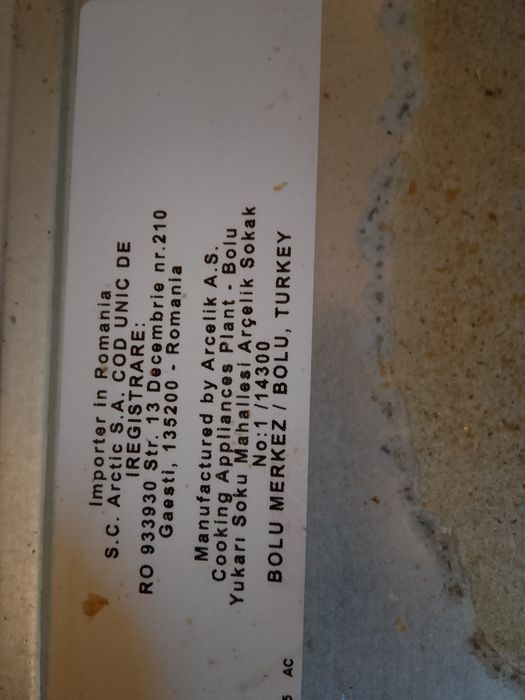 Importer in Romania
S.C. Arctic S.A. COD UNIC DE
IREGISTRARE:
RO 933930 Str. 13 Decembrie nr.210
Gaesti, 135200 - Romania
Manufactured by Arcelik A.S.
Cooking Appliances Plant - Bolu
Yukarı Soku Mahallesi Arçelik Sokak
No:1 /14300
BOLU MERKEZ / BOLU, TURKEY
5 AC